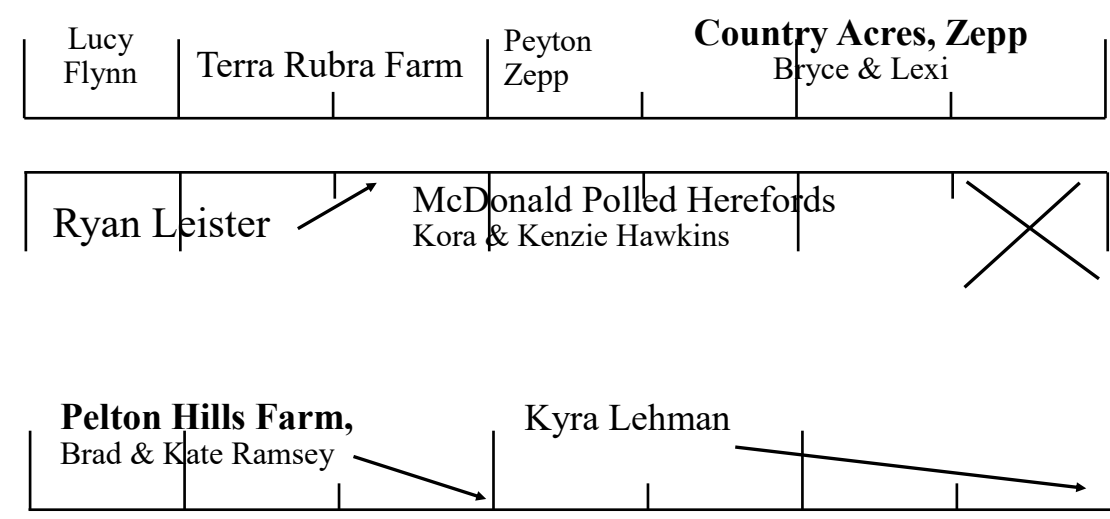 Lucy
Flynn
Terra Rubra Farm
Peyton
Zepp
Country Acres, Zepp
Bryce & Lexi
Ryan Leister
McDonald Polled Herefords
Kora & Kenzie Hawkins
Pelton Hills Farm,
Brad & Kate Ramsey
Kyra Lehman